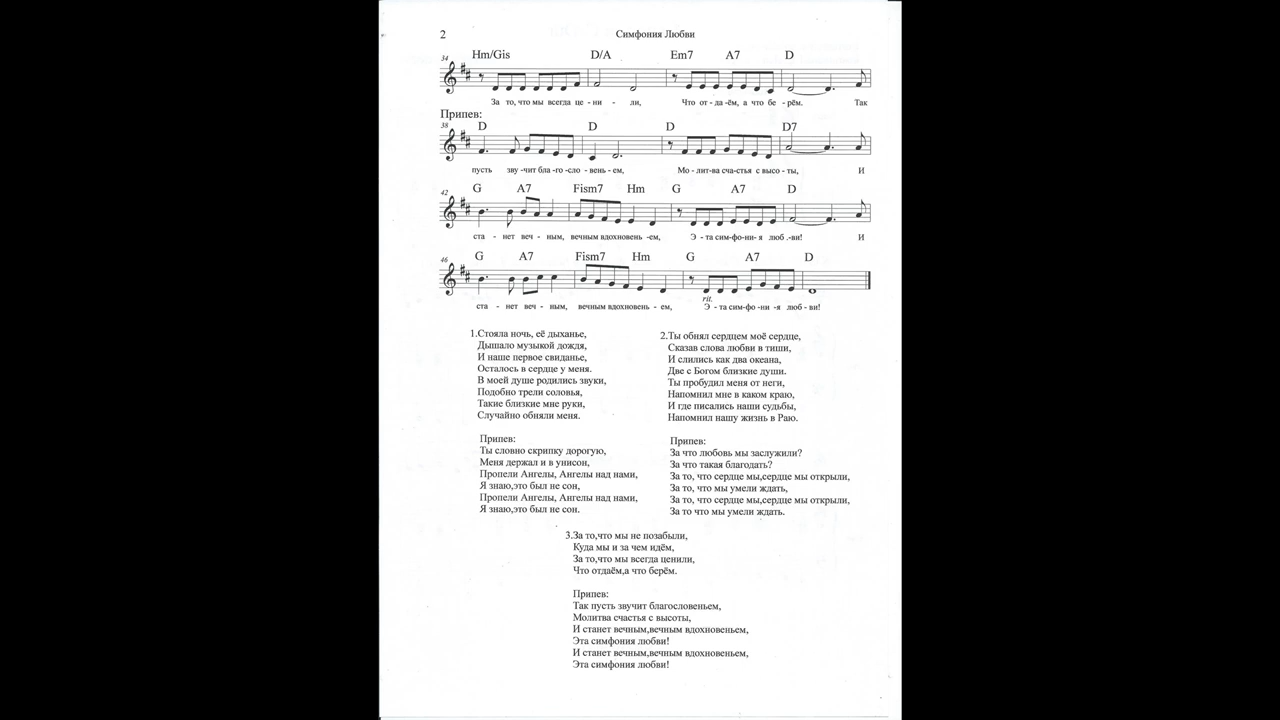 2
Симфония Любви
34
Hm/Gis D/A Em7 A7 D
За то, что мы всегда це - ни - ли, Что от - да -ём, а что бе - рём. Так
Припев:
38
D D D D7
пусть зву -чит бла -го -сло - вень - ем, Мо - лит-ва сча-стья с высо - ты, И
42
G A7 Fism7 Hm G A7 D
ста - нет веч - ным, вечным вдохновень -ем, Э - та сим-фо-ни- я люб .-ви! И
46
G A7 Fism7 Hm G A7 D
rit.
ста - нет веч - ным, вечным вдохновень - ем, Э - та сим-фо -ни -я люб - ви!
1.Стояла ночь, её дыханье,
Дышало музыкой дождя,
И наше первое свиданье,
Осталось в сердце у меня.
В моей душе родились звуки,
Подобно трели соловья,
Такие близкие мне руки,
Случайно обняли меня.
Припев:
Ты словно скрипку дорогую,
Меня держал и в унисон,
Пропели Ангелы, Ангелы над нами,
Я знаю,это был не сон,
Пропели Ангелы, Ангелы над нами,
Я знаю,это был не сон.
2.Ты обнял сердцем моё сердце,
Сказав слова любви в тиши,
И слились как два океана,
Две с Богом близкие души.
Ты пробудил меня от неги,
Напомнил мне в каком краю,
И где писались наши судьбы,
Напомнил нашу жизнь в Раю.
Припев:
За что любовь мы заслужили?
За что такая благодать?
За то, что сердце мы,сердце мы открыли,
За то, что мы умели ждать,
За то, что сердце мы,сердце мы открыли,
За то что мы умели ждать.
3.За то,что мы не позабыли,
Куда мы и за чем идём,
За то,что мы всегда ценили,
Что отдаём,а что берём.
Припев:
Так пусть звучит благословеньем,
Молитва счастья с высоты,
И станет вечным,вечным вдохновеньем,
Эта симфония любви!
И станет вечным,вечным вдохновеньем,
Эта симфония любви!